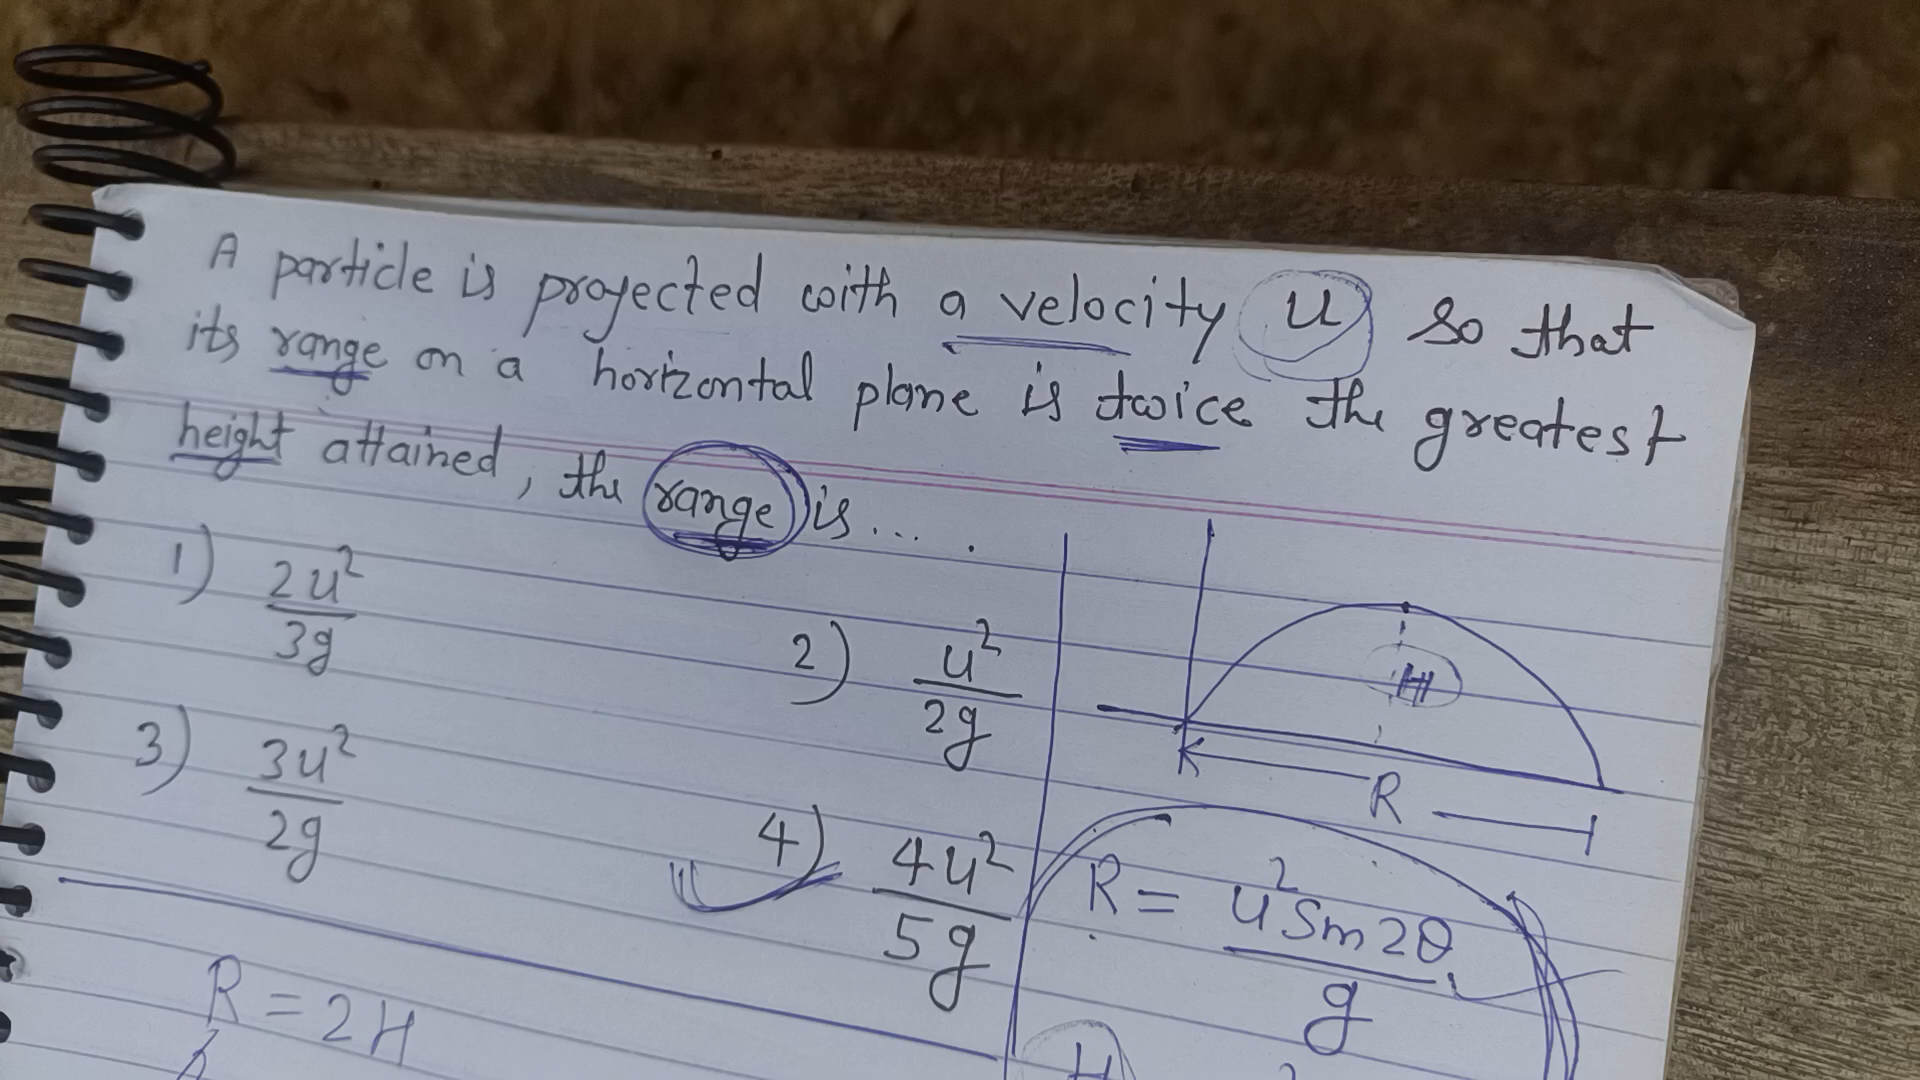 A particle is projected with a velocity u so that
its range on a horizontal plane is twice the greatest
height attained, the range is ....
1) 2u²/3g
2) u²/2g
3) 3u²/2g
4) 4u²/5g
H
R
R = u² Sin 2θ / g
R = 2H
H